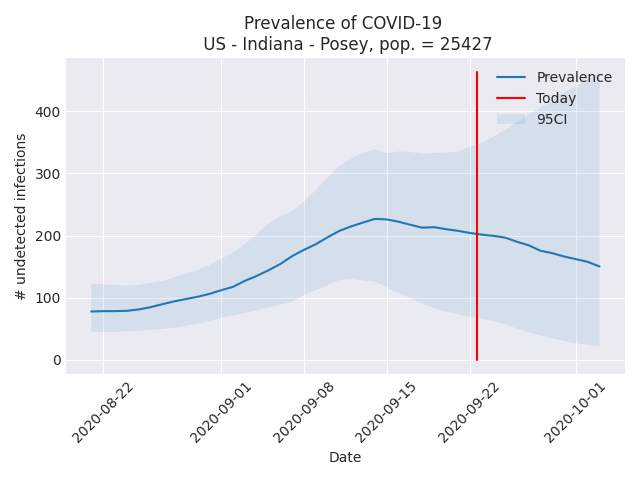 Prevalence of COVID-19
US - Indiana - Posey, pop. = 25427
Prevalence
Today
95CI
400
300
200
100
0
# undetected infections
2020-08-22
2020-09-01
2020-09-08
2020-09-15
2020-09-22
2020-10-01
Date